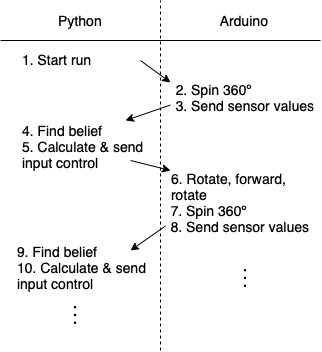 Python
Arduino
1. Start run
2. Spin 360º
3. Send sensor values
4. Find belief
5. Calculate & send
input control
6. Rotate, forward,
rotate
7. Spin 360º
8. Send sensor values
9. Find belief
10. Calculate & send
input control